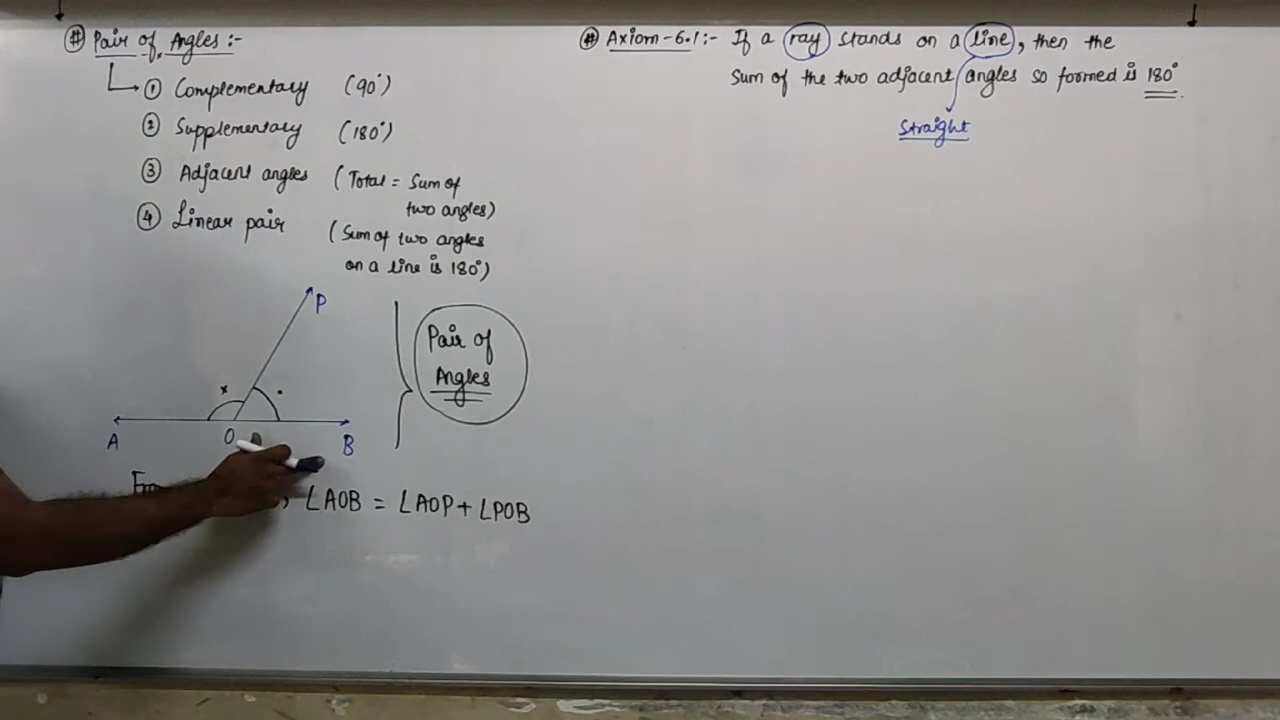 # Pair of Angles :-
① Complementary (90°)
② Supplementary (180°)
③ Adjacent angles (Total = Sum of
two angles)
④ Linear pair (Sum of two angles
on a line is 180°)
P
x
.
A
O
B
Pair of
Angles
∠AOB = ∠AOP + ∠POB
# Axiom-6.1 :- If a ray stands on a line, then the
Sum of the two adjacent angles so formed is 180°.
Straight